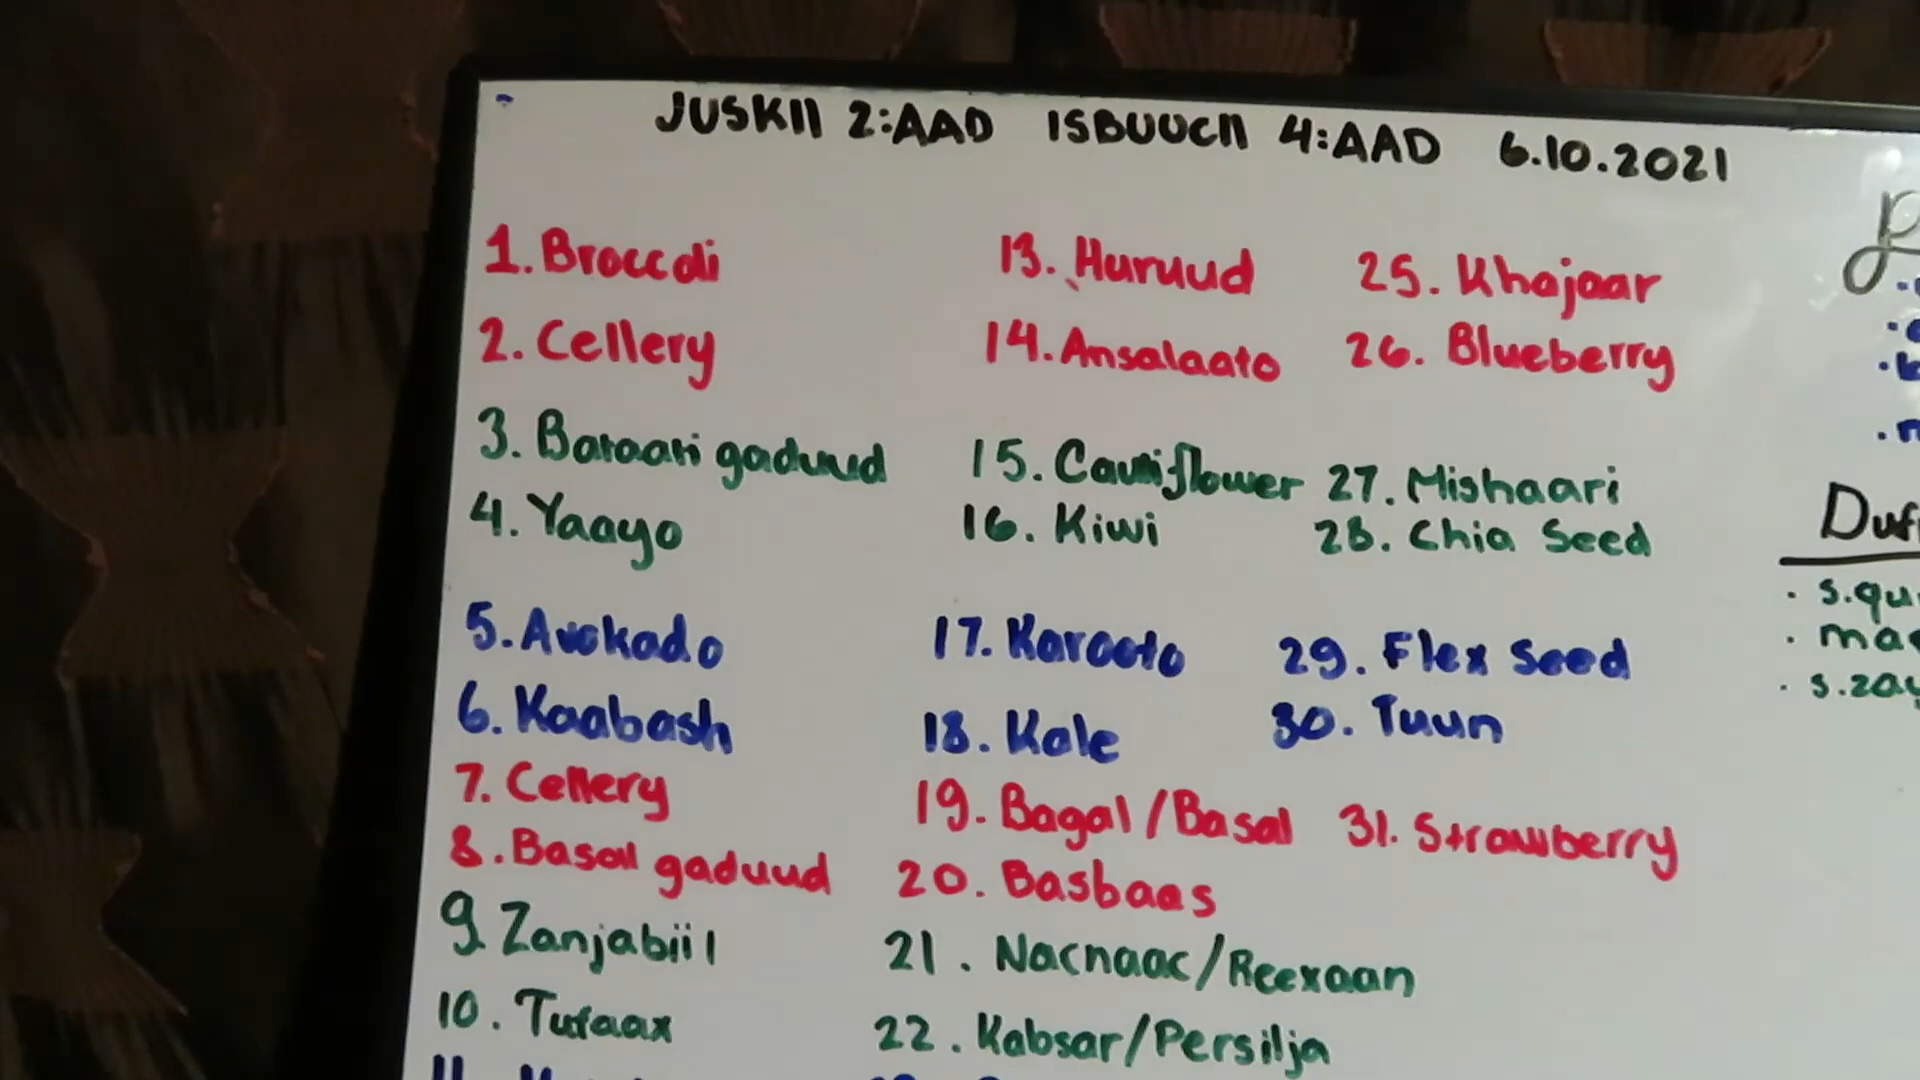 JUSKII 2:AAD ISBUUCII 4:AAD 6.10.2021
1. Broccoli
2. Cellery
3. Baraari gaduud
4. Yaayo
5. Avokado
6. Kaabash
7. Cellery
8. Basal gaduud
9. Zanjabiil
10. Tufaax
13. Huruud
14. Ansalaato
15. Cauliflower
16. Kiwi
17. Karooto
18. Kale
19. Bagal/Basal
20. Basbaas
21. Nacnaac/Reexaan
22. Kabsar/Persilja
25. Khajaar
26. Blueberry
27. Mishaari
28. Chia Seed
29. Flex Seed
30. Tuun
31. Strawberry